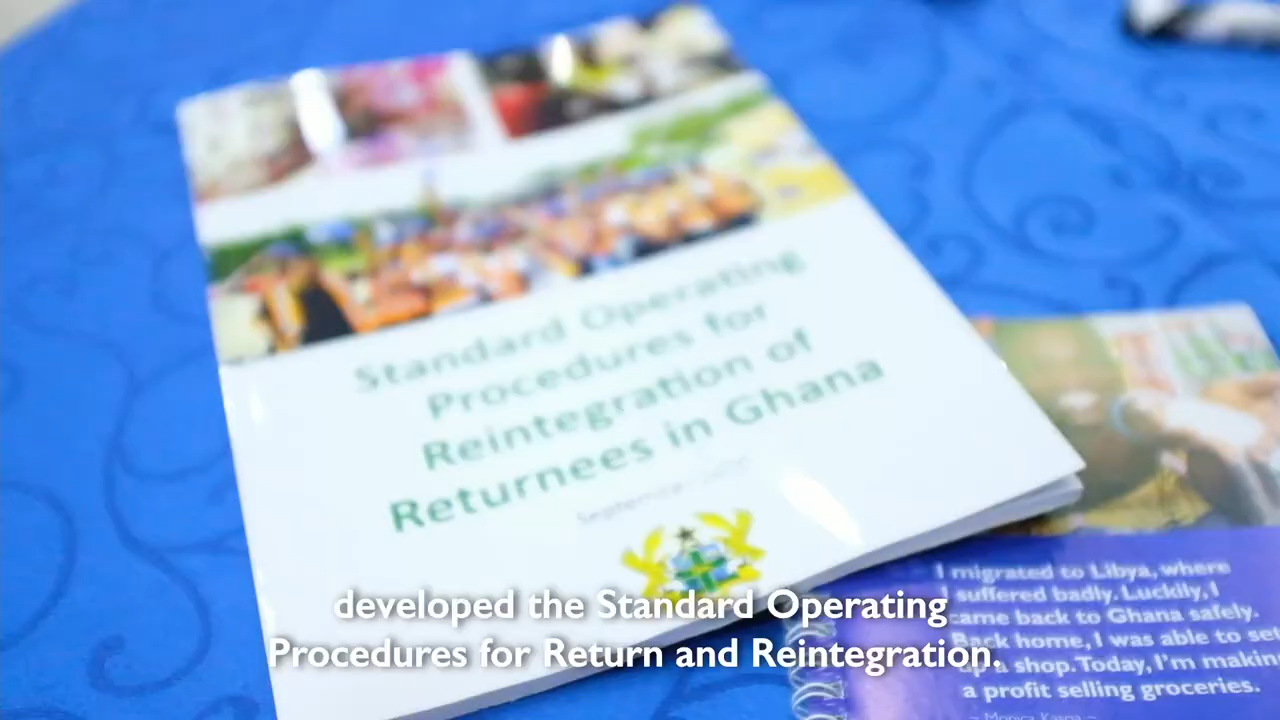 Standard Operating
Procedures for
Reintegration of
Returnees in Ghana
September
developed the Standard Operating
Procedures for Return and Reintegration.
I migrated to Libya, where
I suffered badly. Luckily, I
came back to Ghana safely.
Back home, I was able to set
up a shop. Today, I'm making
a profit selling groceries.